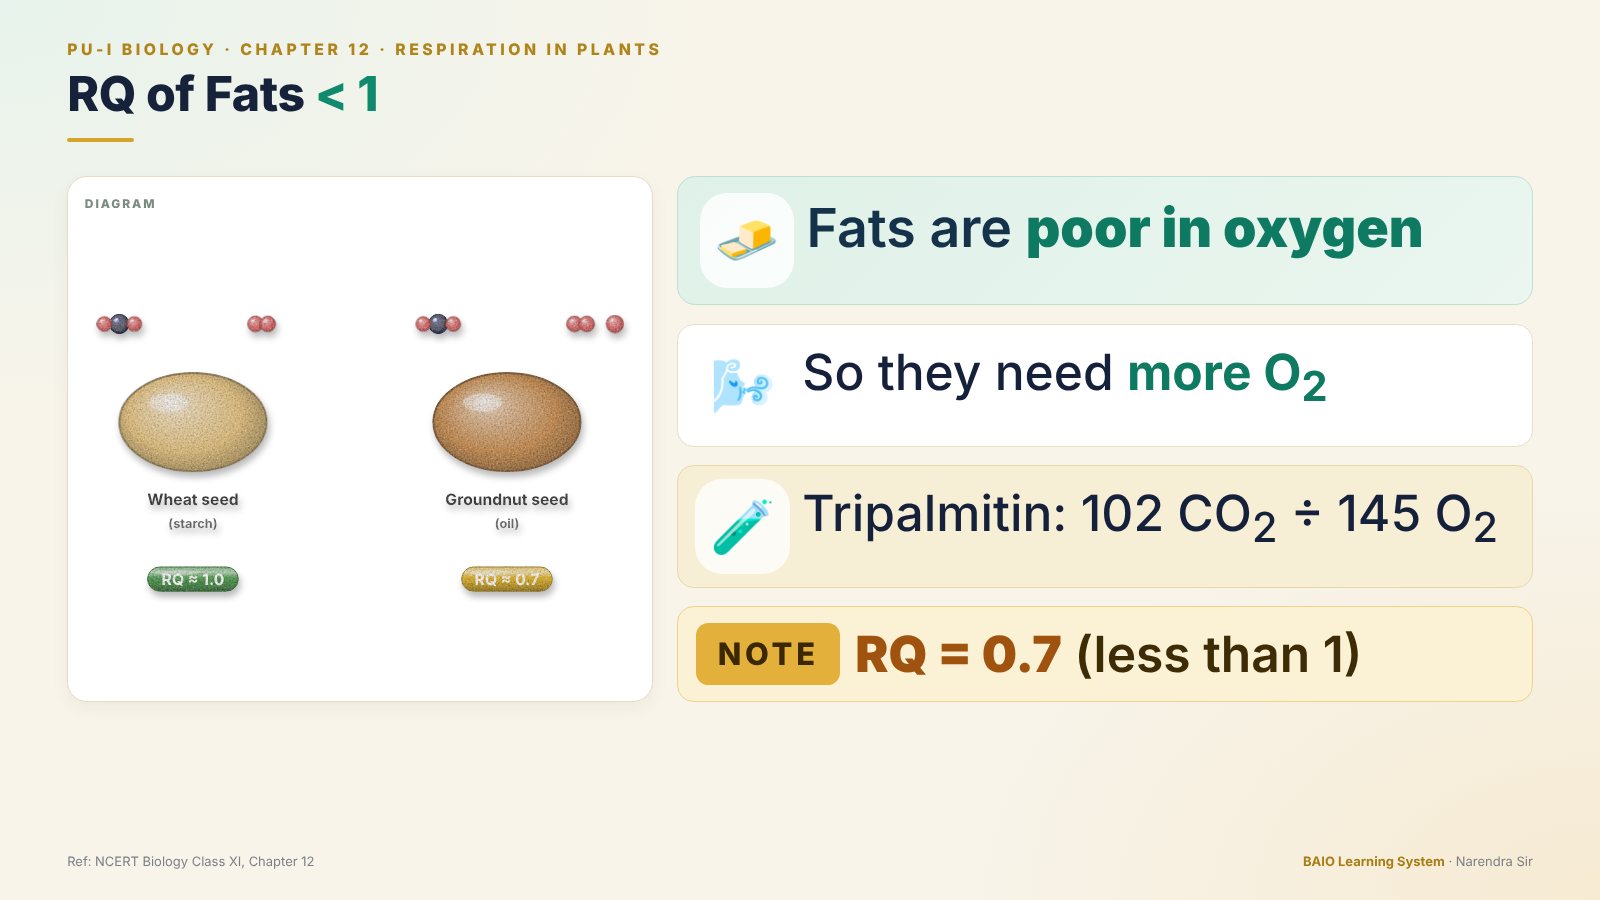 PU-I BIOLOGY · CHAPTER 12 · RESPIRATION IN PLANTS
RQ of Fats < 1
DIAGRAM
Wheat seed
(starch)
RQ ≈ 1.0
Groundnut seed
(oil)
RQ ≈ 0.7
Fats are poor in oxygen
So they need more O₂
Tripalmitin: 102 CO₂ ÷ 145 O₂
NOTE RQ = 0.7 (less than 1)
Ref: NCERT Biology Class XI, Chapter 12
BAIO Learning System · Narendra Sir